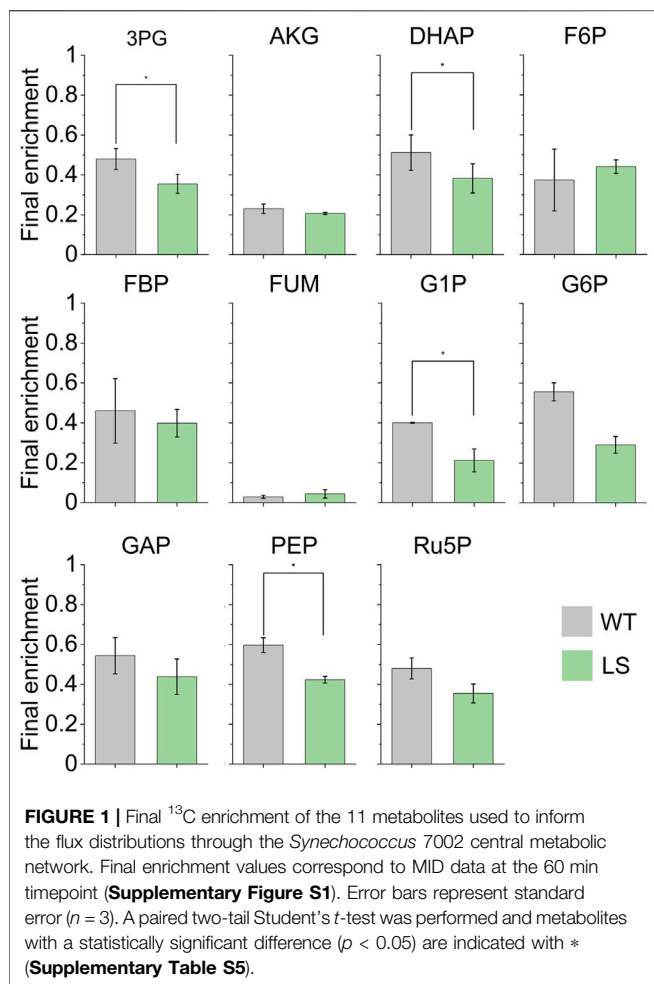 3PG AKG DHAP F6P
Final enrichment
1
0.8
0.6
0.4
0.2
0
*
*
FBP FUM G1P G6P
Final enrichment
1
0.8
0.6
0.4
0.2
0
*
GAP PEP Ru5P
Final enrichment
1
0.8
0.6
0.4
0.2
0
*
WT
LS
FIGURE 1 | Final ¹³C enrichment of the 11 metabolites used to inform
the flux distributions through the Synechococcus 7002 central metabolic
network. Final enrichment values correspond to MID data at the 60 min
timepoint (Supplementary Figure S1). Error bars represent standard
error (n = 3). A paired two-tail Student's t-test was performed and metabolites
with a statistically significant difference (p < 0.05) are indicated with *
(Supplementary Table S5).